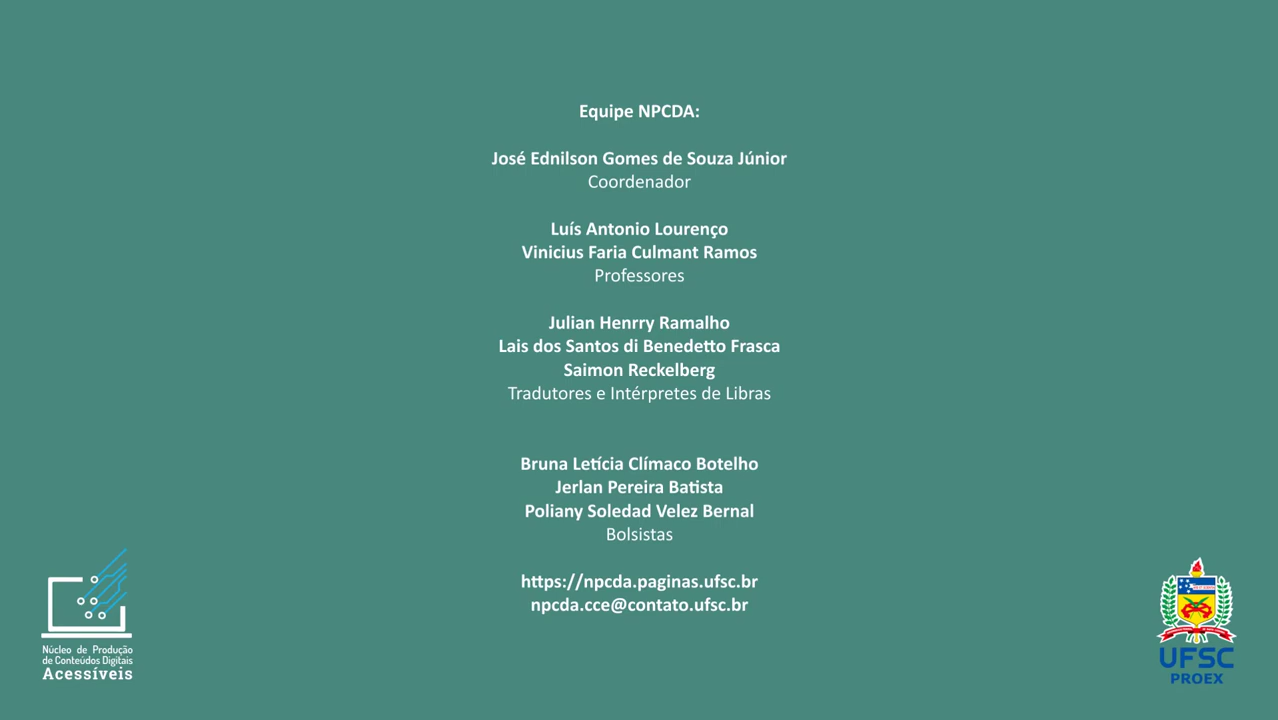 Equipe NPCDA:
José Ednilson Gomes de Souza Júnior
Coordenador
Luís Antonio Lourenço
Vinicius Faria Culmant Ramos
Professores
Julian Henrry Ramalho
Lais dos Santos di Benedetto Frasca
Saimon Reckelberg
Tradutores e Intérpretes de Libras
Bruna Letícia Clímaco Botelho
Jerlan Pereira Batista
Poliany Soledad Velez Bernal
Bolsistas
https://npcda.paginas.ufsc.br
npcda.cce@contato.ufsc.br
Núcleo de Produção
de Conteúdos Digitais
Acessíveis
UFSC
PROEX